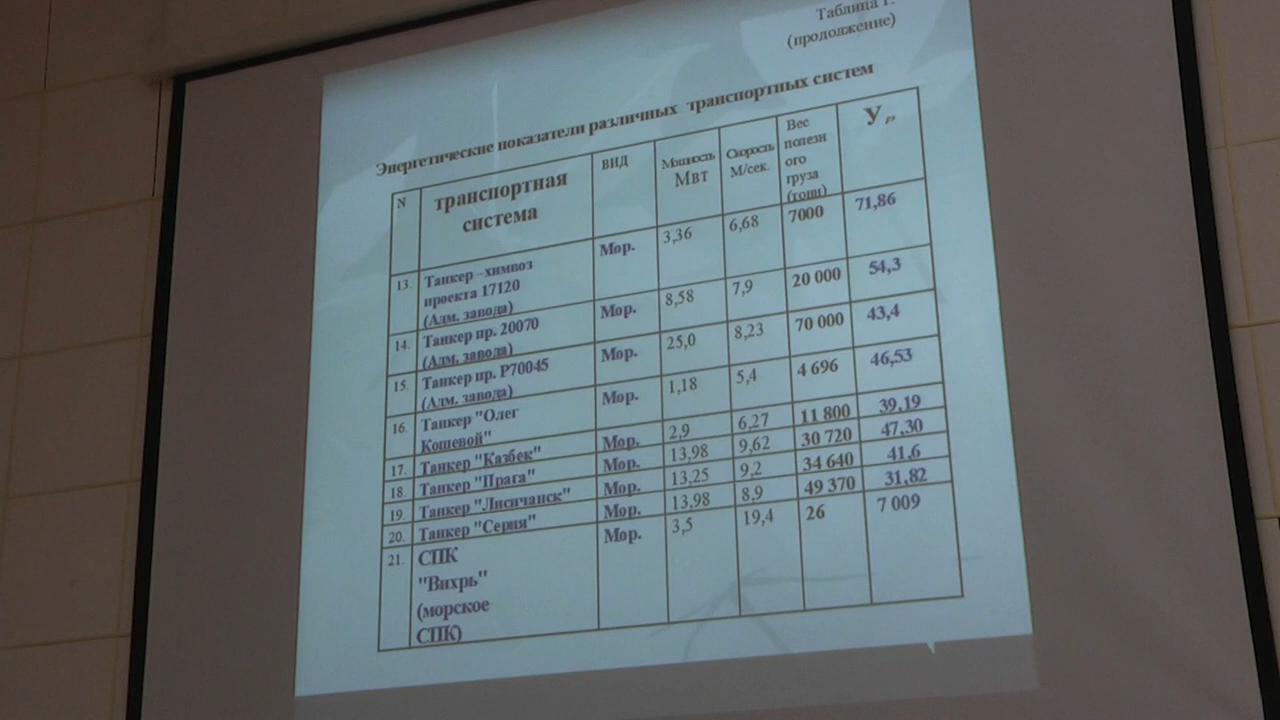 Таблица 1.
(продолжение)
Энергетические показатели различных транспортных систем
N транспортная система ВИД Мощность Мвт Скорость М/сек. Вес полезн ого груза (тонн) У р,
13. Танкер –химвоз проекта 17120 (Адм. завода) Мор. 3,36 6,68 7000 71,86
14. Танкер пр. 20070 (Адм. завода) Мор. 8,58 7,9 20 000 54,3
15. Танкер пр. Р70045 (Адм. завода) Мор. 25,0 8,23 70 000 43,4
16. Танкер "Олег Кошевой" Мор. 1,18 5,4 4 696 46,53
17. Танкер "Казбек" Мор. 2,9 6,27 11 800 39,19
18. Танкер "Прага" Мор. 13,98 9,62 30 720 47,30
19. Танкер "Лисичанск" Мор. 13,25 9,2 34 640 41,6
20. Танкер "Серия" Мор. 13,98 8,9 49 370 31,82
21. СПК "Вихрь" (морское СПК) Мор. 3,5 19,4 26 7 009